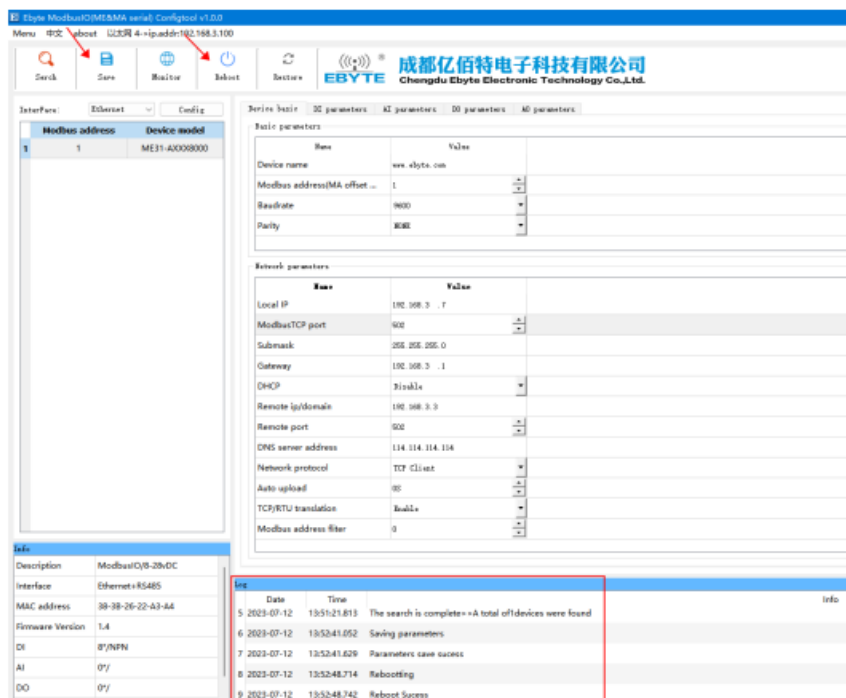 Ebyte ModbusIO(ME&MA serial) Configtool v1.0.0
Menu 中文 about 以太网 4->ip.addr:192.168.3.100
Serch Save Monitor Reboot Restore
EBYTE ®
成都亿佰特电子科技有限公司
Chengdu Ebyte Electronic Technology Co.,Ltd.
InterFace: Ethernet Config
Modbus address Device model
1 1 ME31-AXXX8000
Device basic DI parameters AI parameters DO parameters AO parameters
Basic parameters
Name Value
Device name www.ebyte.com
Modbus address(MA offset ... 1
Baudrate 9600
Parity NONE
Network parameters
Name Value
Local IP 192.168.3 .7
ModbusTCP port 502
Submask 255.255.255.0
Gateway 192.168.3 .1
DHCP Disable
Remote ip/domain 192.168.3.3
Remote port 502
DNS server address 114.114.114.114
Network protocol TCP Client
Auto upload 0S
TCP/RTU translation Enable
Modbus address filter 0
Info
Description ModbusIO/8-28vDC
Interface Ethernet+RS485
MAC address 38-3B-26-22-A3-A4
Firmware Version 1.4
DI 8*/NPN
AI 0*/
DO 0*/
Log
Date Time Info
5 2023-07-12 13:51:21.813 The search is complete=>A total of1devices were found
6 2023-07-12 13:52:41.052 Saving parameters
7 2023-07-12 13:52:41.629 Parameters save sucess
8 2023-07-12 13:52:48.714 Rebootting
9 2023-07-12 13:52:48.742 Reboot Sucess